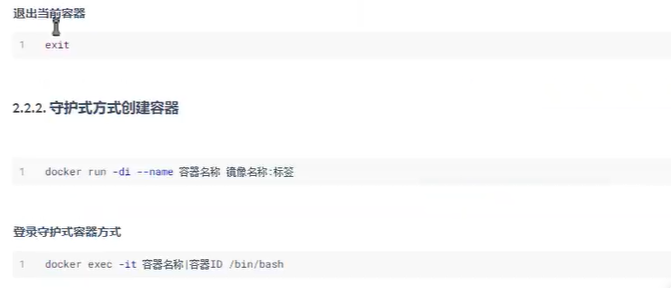 退出当前容器
1 exit
2.2.2. 守护式方式创建容器
1 docker run -di --name 容器名称 镜像名称:标签
登录守护式容器方式
1 docker exec -it 容器名称|容器ID /bin/bash